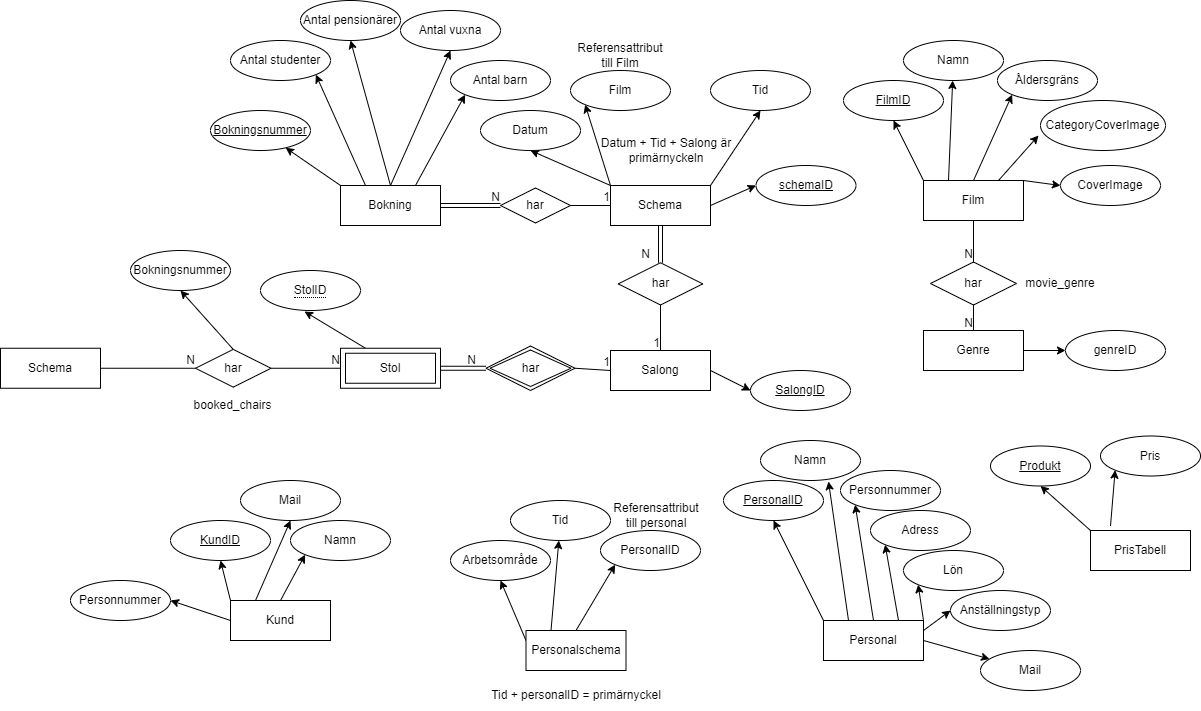 Antal pensionärer
Antal vuxna
Antal studenter
Antal barn
Bokningsnummer
Bokning
N
har
1
Referensattribut
till Film
Film
Tid
Datum
Datum + Tid + Salong är
primärnyckeln
schemaID
Schema
N
har
1
Namn
Åldersgräns
FilmID
CategoryCoverImage
CoverImage
Film
N
har
movie_genre
N
Genre
genreID
Bokningsnummer
StolID
Schema
N
har
N
Stol
N
har
1
Salong
SalongID
booked_chairs
Mail
KundID
Namn
Personnummer
Kund
Tid
Referensattribut
till personal
Arbetsområde
PersonalID
Personalschema
Tid + personalID = primärnyckel
Namn
PersonalID
Personnummer
Adress
Lön
Anställningstyp
Personal
Mail
Produkt
Pris
PrisTabell